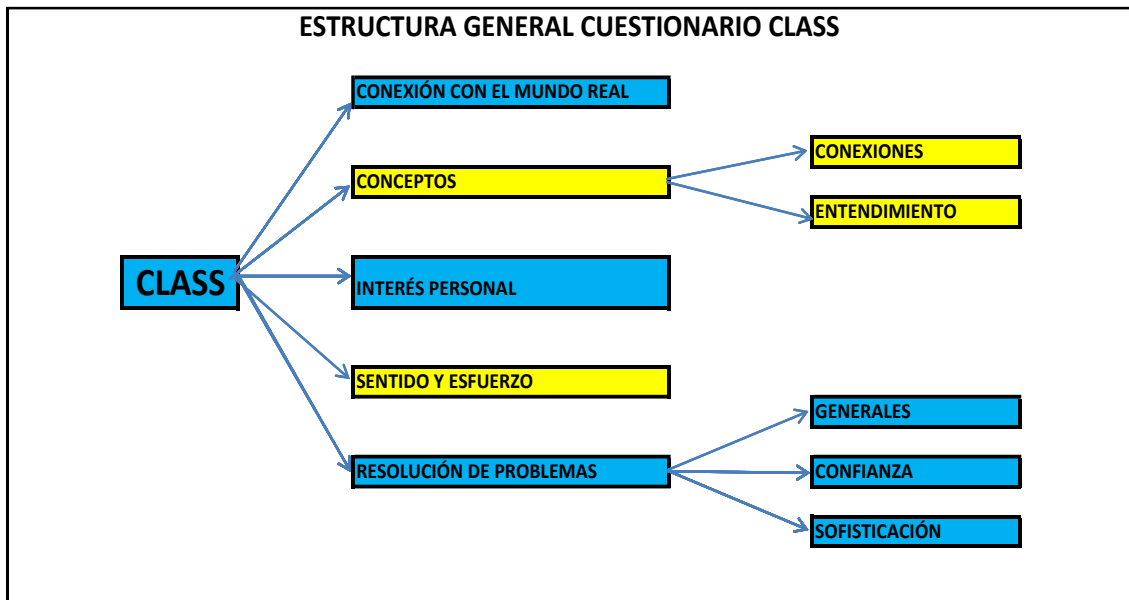 ESTRUCTURA GENERAL CUESTIONARIO CLASS
CONEXIÓN CON EL MUNDO REAL
CONEXIONES
CONCEPTOS
ENTENDIMIENTO
CLASS
INTERÉS PERSONAL
SENTIDO Y ESFUERZO
GENERALES
RESOLUCIÓN DE PROBLEMAS
CONFIANZA
SOFISTICACIÓN